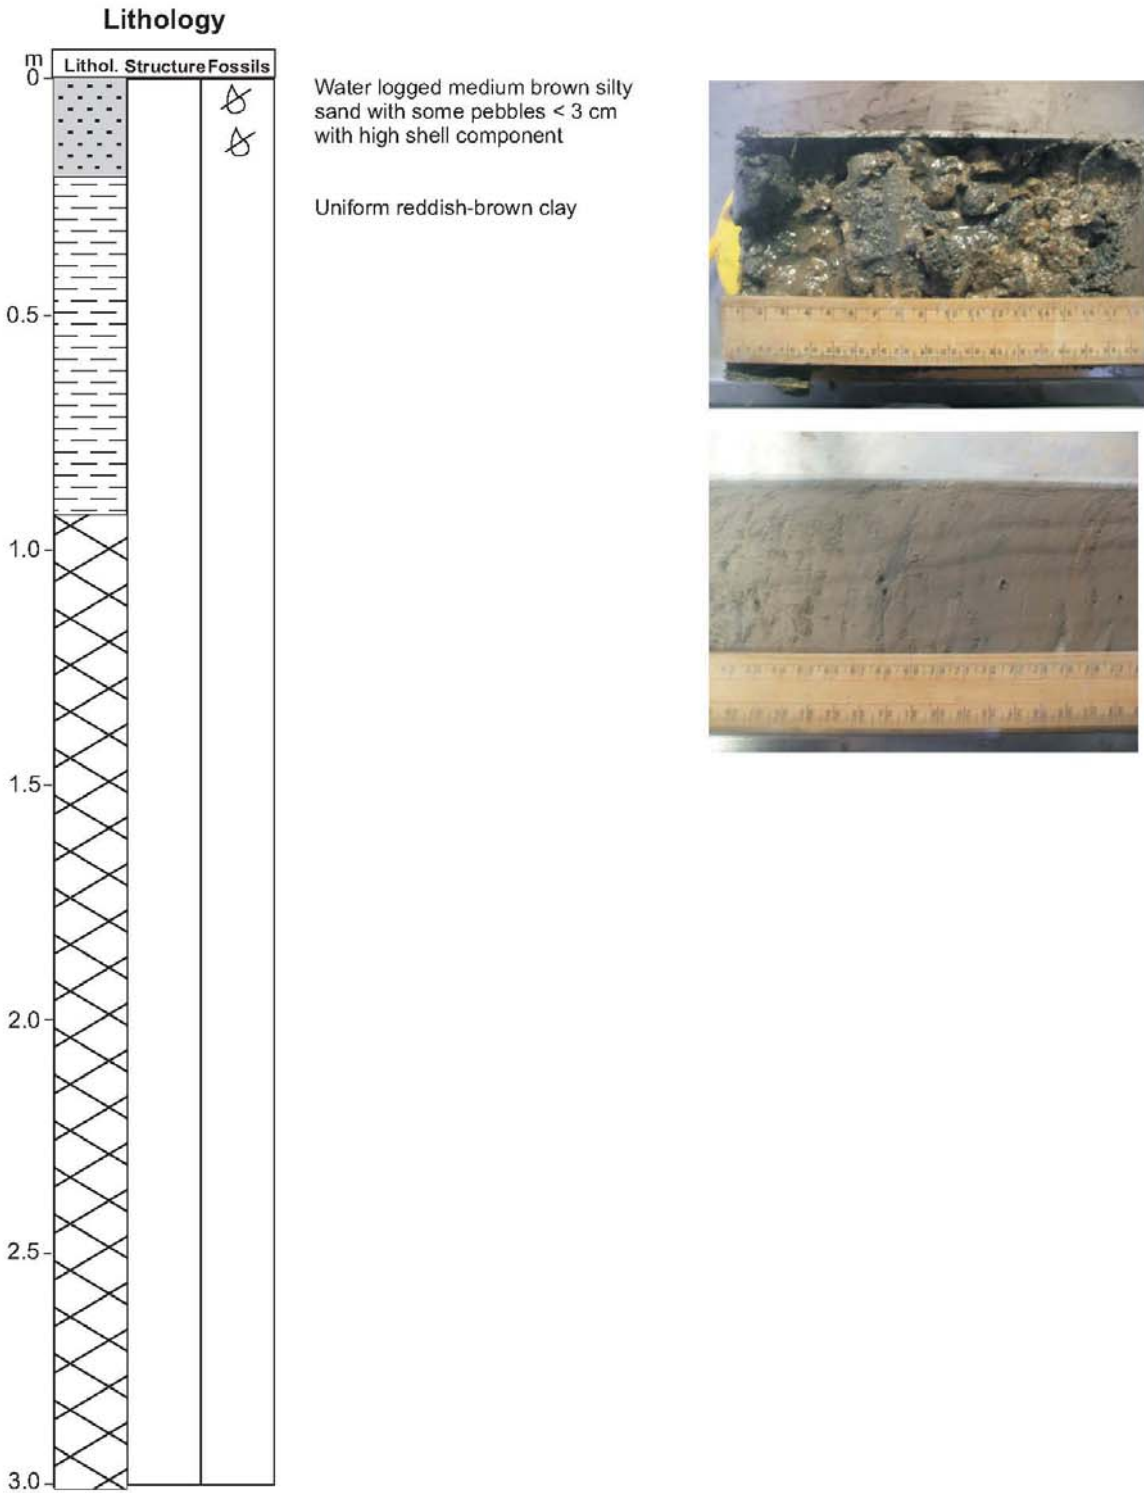 Lithology
m
Lithol. Structure Fossils
0
Water logged medium brown silty
sand with some pebbles < 3 cm
with high shell component
Uniform reddish-brown clay
0.5
1.0
1.5
2.0
2.5
3.0